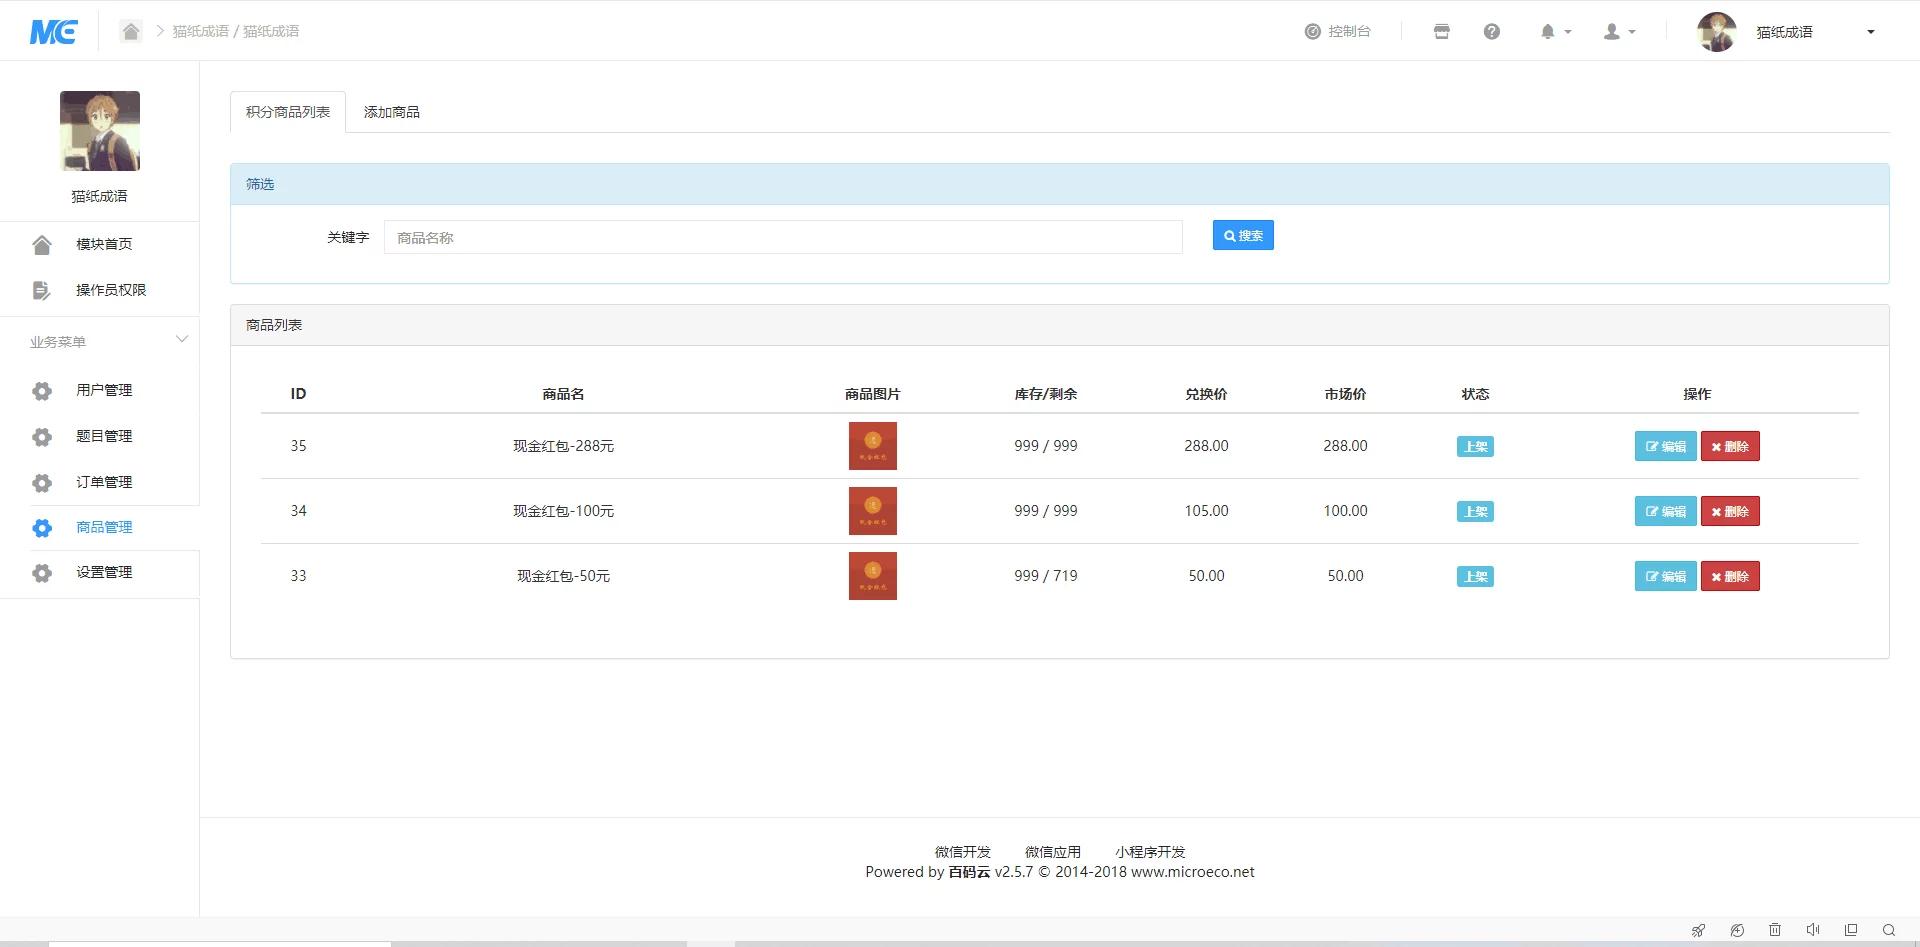 ME
猫纸成语 / 猫纸成语
控制台
猫纸成语
猫纸成语
模块首页
操作员权限
业务菜单
用户管理
题目管理
订单管理
商品管理
设置管理
积分商品列表 添加商品
筛选
关键字 商品名称 搜索
商品列表
ID 商品名 商品图片 库存/剩余 兑换价 市场价 状态 操作
35 现金红包-288元 999 / 999 288.00 288.00 上架 编辑 删除
34 现金红包-100元 999 / 999 105.00 100.00 上架 编辑 删除
33 现金红包-50元 999 / 719 50.00 50.00 上架 编辑 删除
微信开发 微信应用 小程序开发
Powered by 百码云 v2.5.7 © 2014-2018 www.microeco.net